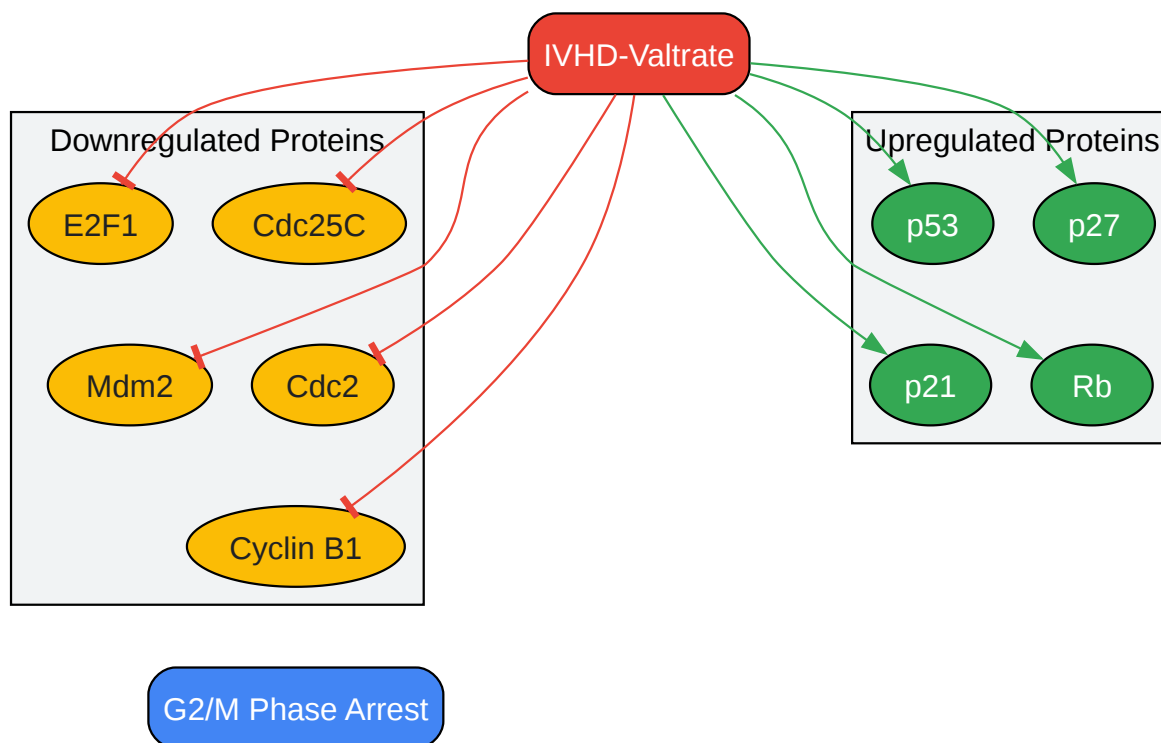 IVHD-Valtrate
Downregulated Proteins
Upregulated Proteins
E2F1
Cdc25C
p53
p27
Mdm2
Cdc2
p21
Rb
Cyclin B1
G2/M Phase Arrest